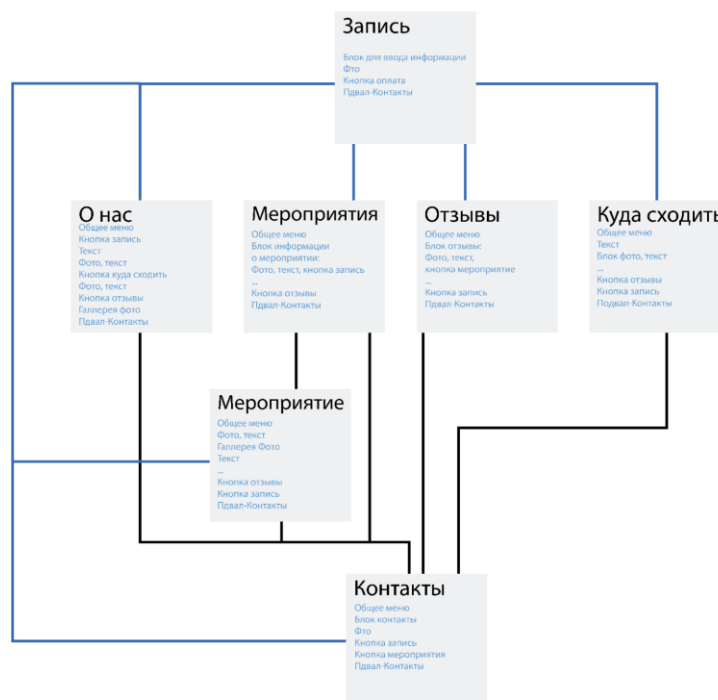 Запись
Блок для ввода информации
Фто
Кнопка оплата
Пдвал-Контакты
О нас
Общее меню
Кнопка запись
Текст
Фото, текст
Кнопка куда сходить
Фото, текст
Кнопка отзывы
Галлерея фото
Пдвал-Контакты
Мероприятия
Общее меню
Блок информации
о мероприятии:
Фото, текст, кнопка запись
...
Кнопка отзывы
Пдвал-Контакты
Отзывы
Общее меню
Блок отзывы:
Фото, текст,
кнопка мероприятие
...
Кнопка запись
Пдвал-Контакты
Куда сходить
Общее меню
Текст
Блок фото, текст
...
Кнопка отзывы
Кнопка запись
Подвал-Контакты
Мероприятие
Общее меню
Фото, текст
Галлерея Фото
Текст
...
Кнопка отзывы
Кнопка запись
Пдвал-Контакты
Контакты
Общее меню
Блок контакты
Фто
Кнопка запись
Кнопка мероприятия
Пдвал-Контакты